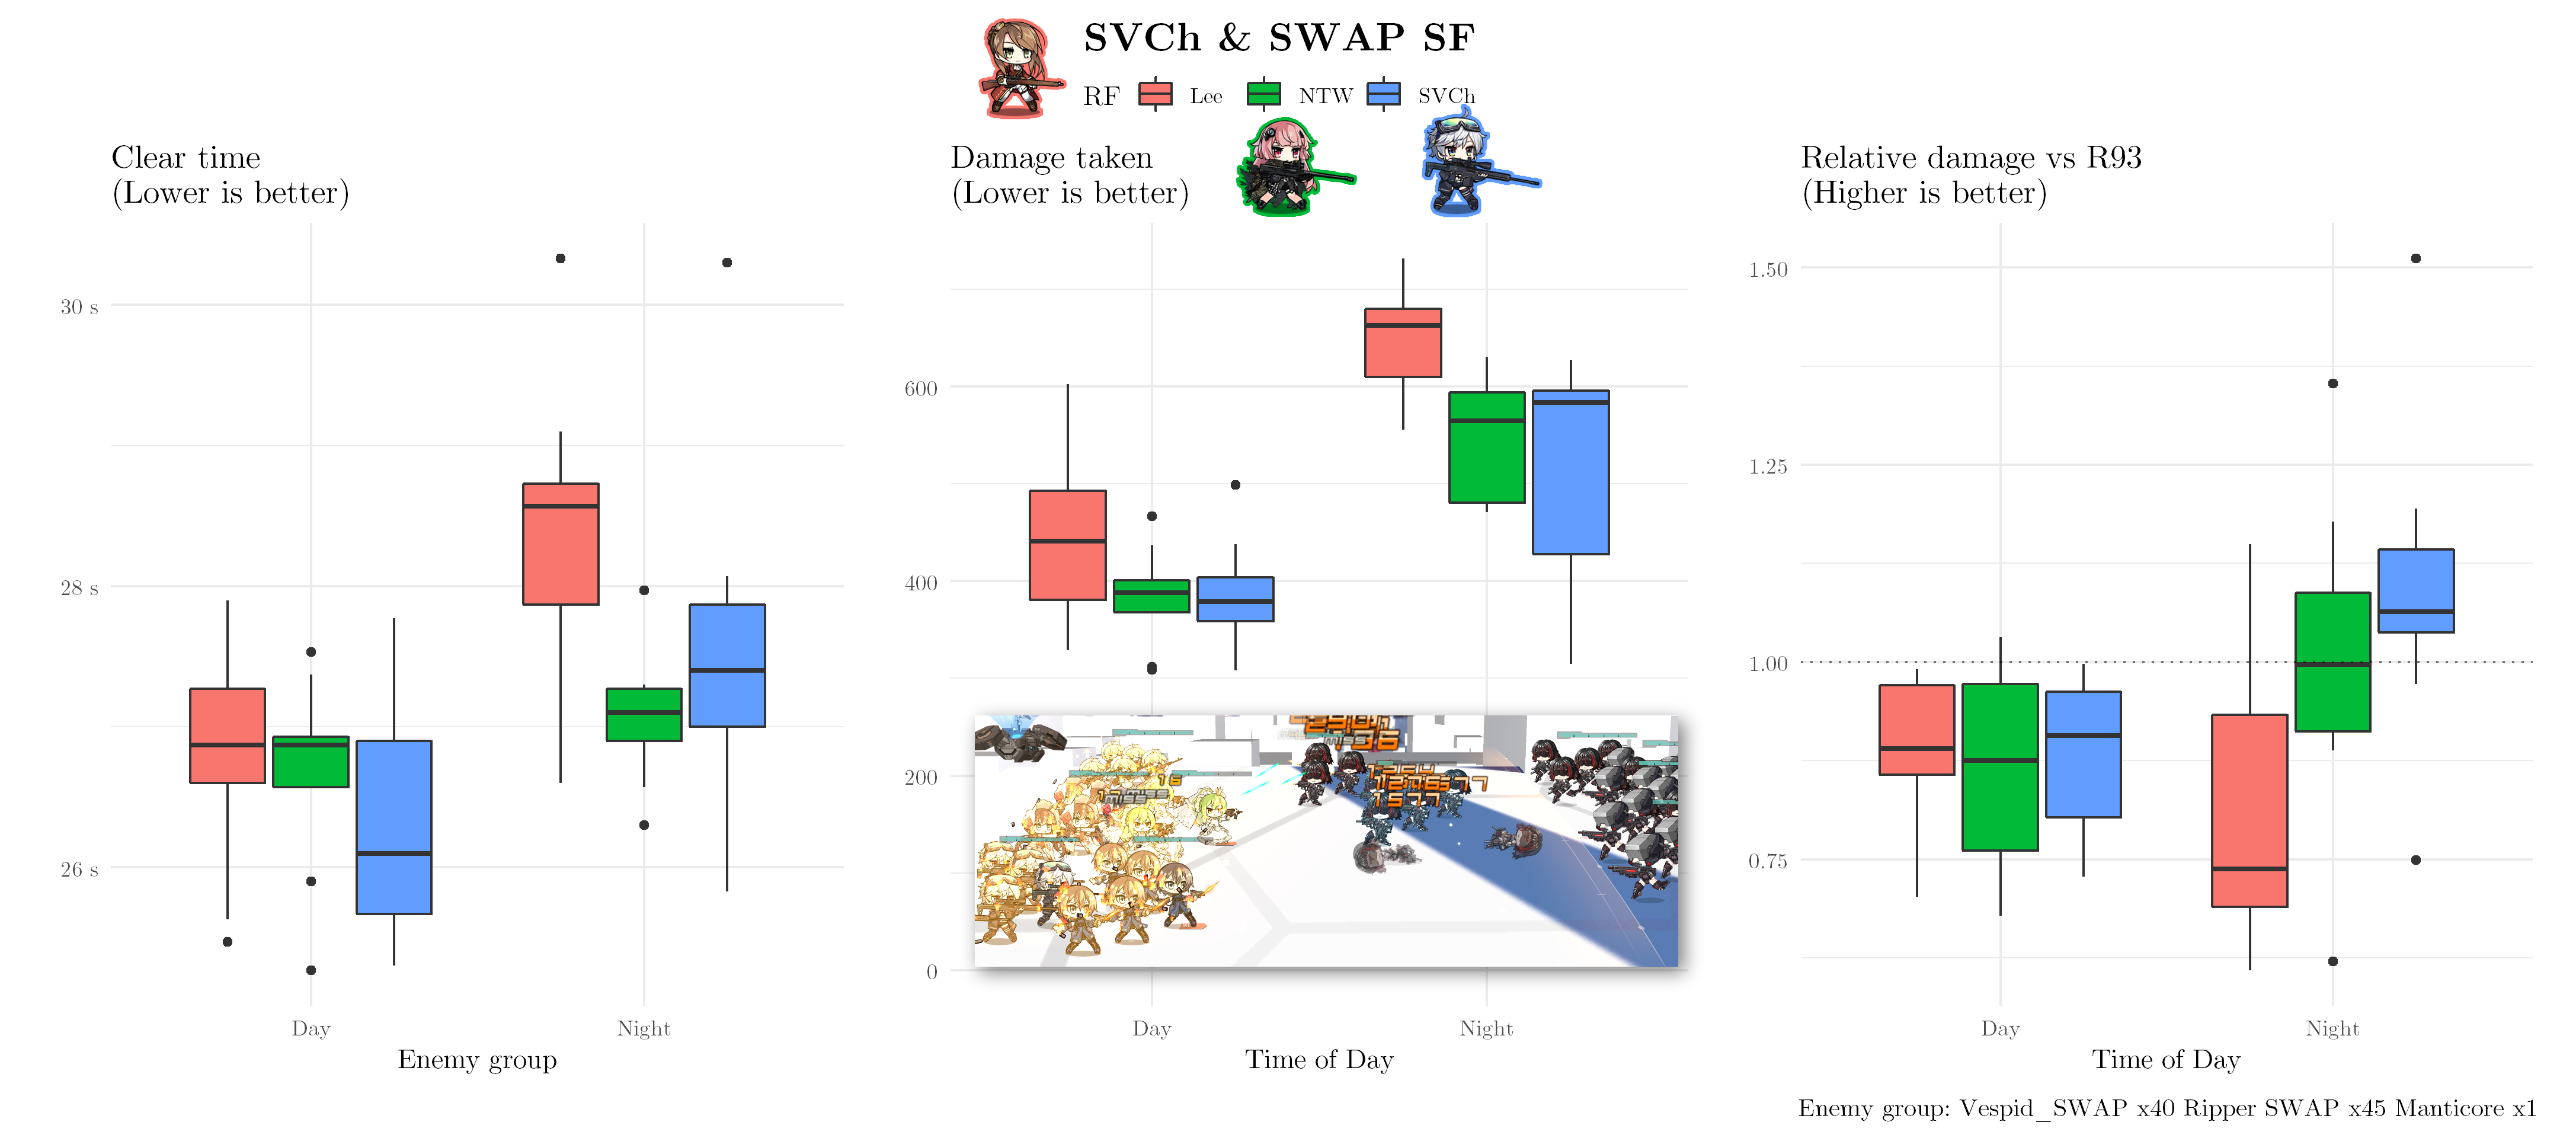 SVCh & SWAP SF
RF Lee NTW SVCh
Clear time
(Lower is better)
30 s
28 s
26 s
Day Night
Enemy group
Damage taken
(Lower is better)
600
400
200
0
Day Night
Time of Day
Relative damage vs R93
(Higher is better)
1.50
1.25
1.00
0.75
Day Night
Time of Day
Enemy group: Vespid_SWAP x40 Ripper SWAP x45 Manticore x1